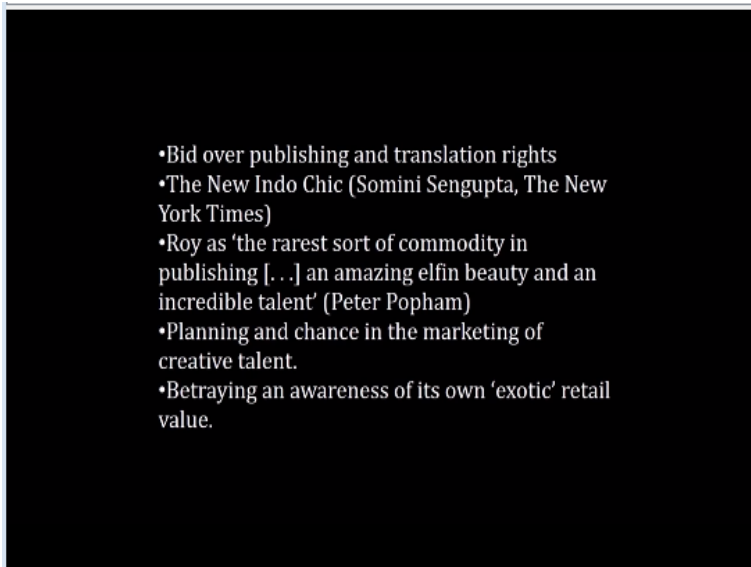 •Bid over publishing and translation rights
•The New Indo Chic (Somini Sengupta, The New
York Times)
•Roy as ‘the rarest sort of commodity in
publishing [. . .] an amazing elfin beauty and an
incredible talent’ (Peter Popham)
•Planning and chance in the marketing of
creative talent.
•Betraying an awareness of its own ‘exotic’ retail
value.